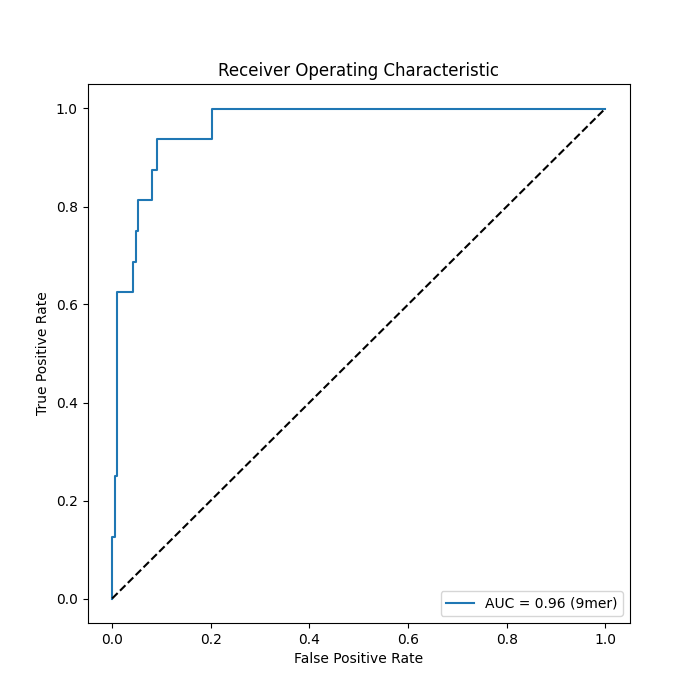 Receiver Operating Characteristic
1.0
0.8
0.6
0.4
0.2
0.0
True Positive Rate
AUC = 0.96 (9mer)
0.0 0.2 0.4 0.6 0.8 1.0
False Positive Rate